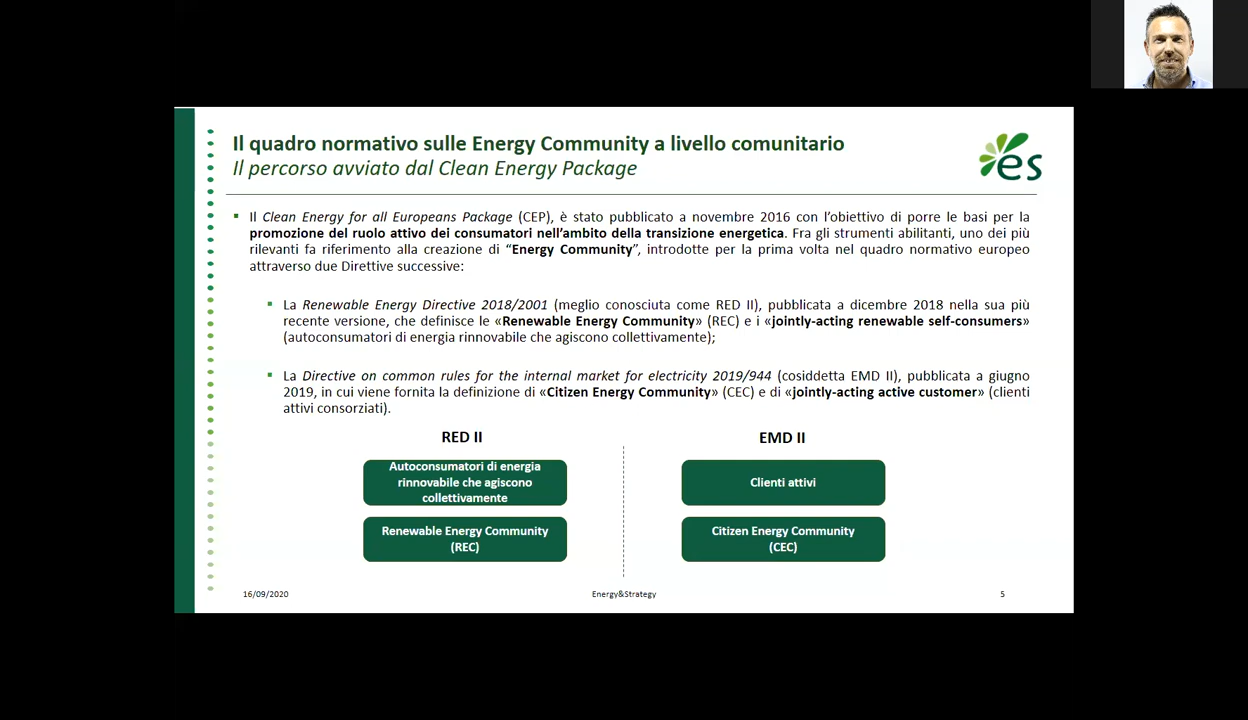 Il quadro normativo sulle Energy Community a livello comunitario
Il percorso avviato dal Clean Energy Package
es
Il Clean Energy for all Europeans Package (CEP), è stato pubblicato a novembre 2016 con l'obiettivo di porre le basi per la
promozione del ruolo attivo dei consumatori nell'ambito della transizione energetica. Fra gli strumenti abilitanti, uno dei più
rilevanti fa riferimento alla creazione di "Energy Community", introdotte per la prima volta nel quadro normativo europeo
attraverso due Direttive successive:
La Renewable Energy Directive 2018/2001 (meglio conosciuta come RED II), pubblicata a dicembre 2018 nella sua più
recente versione, che definisce le «Renewable Energy Community» (REC) e i «jointly-acting renewable self-consumers»
(autoconsumatori di energia rinnovabile che agiscono collettivamente);
La Directive on common rules for the internal market for electricity 2019/944 (cosiddetta EMD II), pubblicata a giugno
2019, in cui viene fornita la definizione di «Citizen Energy Community» (CEC) e di «jointly-acting active customer» (clienti
attivi consorziati).
RED II
Autoconsumatori di energia
rinnovabile che agiscono
collettivamente
Renewable Energy Community
(REC)
EMD II
Clienti attivi
Citizen Energy Community
(CEC)
16/09/2020
Energy&Strategy
5